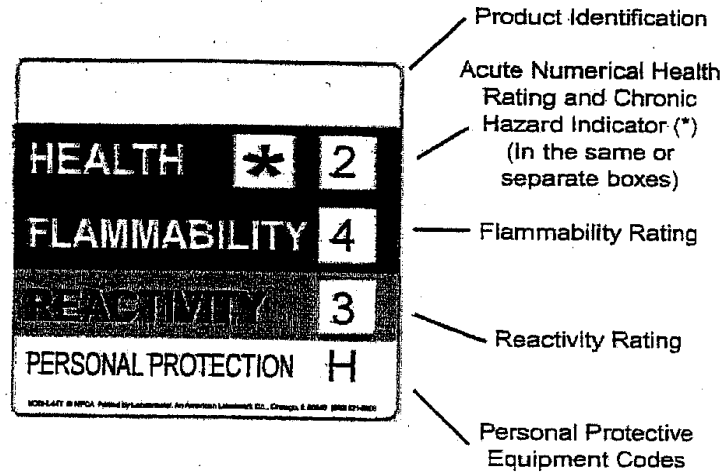 Product Identification
Acute Numerical Health
Rating and Chronic
Hazard Indicator (*)
(In the same or
separate boxes)
HEALTH * 2
FLAMMABILITY 4
Flammability Rating
REACTIVITY 3
Reactivity Rating
PERSONAL PROTECTION H
Personal Protective
Equipment Codes